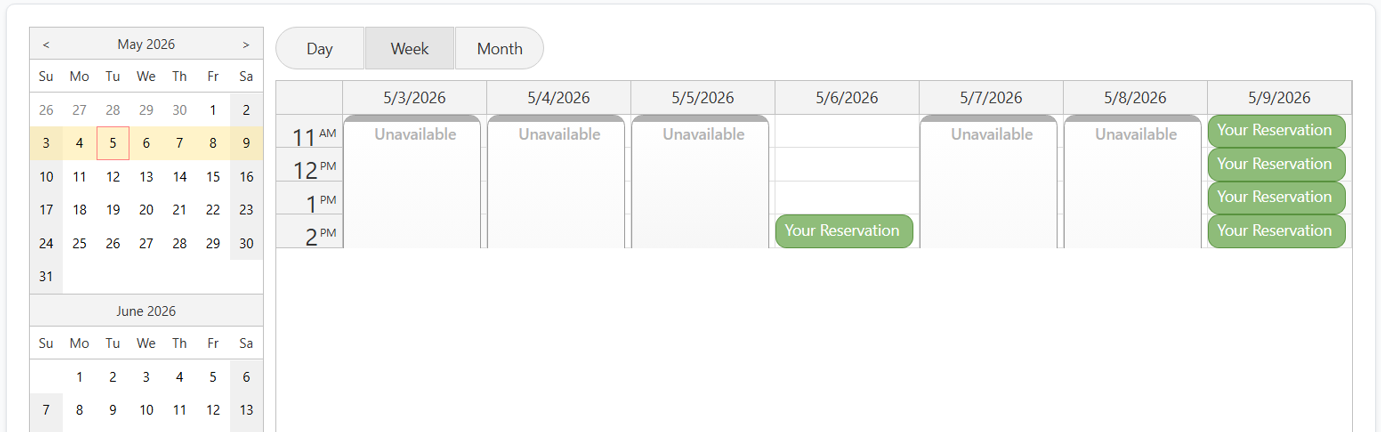 < May 2026 >
Su Mo Tu We Th Fr Sa
26 27 28 29 30 1 2
3 4 5 6 7 8 9
10 11 12 13 14 15 16
17 18 19 20 21 22 23
24 25 26 27 28 29 30
31
June 2026
Su Mo Tu We Th Fr Sa
1 2 3 4 5 6
7 8 9 10 11 12 13
Day Week Month
5/3/2026 5/4/2026 5/5/2026 5/6/2026 5/7/2026 5/8/2026 5/9/2026
11 AM Unavailable Unavailable Unavailable Unavailable Unavailable Your Reservation
12 PM Your Reservation
1 PM Your Reservation
2 PM Your Reservation Your Reservation